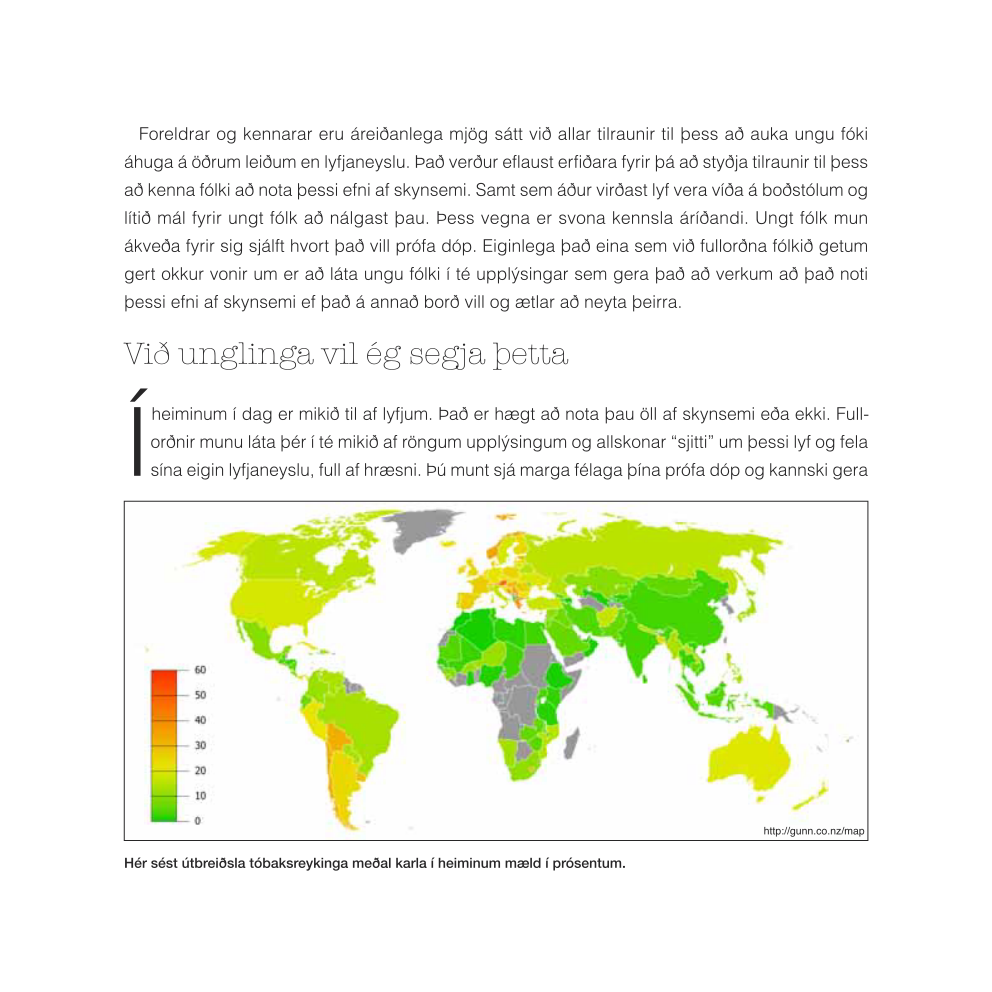 Foreldrar og kennarar eru áreiðanlega mjög sátt við allar tilraunir til þess að auka ungu fóki
áhuga á öðrum leiðum en lyfjaneyslu. Það verður eflaust erfiðara fyrir þá að styðja tilraunir til þess
að kenna fólki að nota þessi efni af skynsemi. Samt sem áður virðast lyf vera víða á boðstólum og
lítið mál fyrir ungt fólk að nálgast þau. Þess vegna er svona kennsla áríðandi. Ungt fólk mun
ákveða fyrir sig sjálft hvort það vill prófa dóp. Eiginlega það eina sem við fullorðna fólkið getum
gert okkur vonir um er að láta ungu fólki í té upplýsingar sem gera það að verkum að það noti
þessi efni af skynsemi ef það á annað borð vill og ætlar að neyta þeirra.
Við unglinga vil ég segja þetta
Í heiminum í dag er mikið til af lyfjum. Það er hægt að nota þau öll af skynsemi eða ekki. Full-
orðnir munu láta þér í té mikið af röngum upplýsingum og allskonar “sjitti” um þessi lyf og fela
sína eigin lyfjaneyslu, full af hræsni. Þú munt sjá marga félaga þína prófa dóp og kannski gera
60
50
40
30
20
10
0
http://gunn.co.nz/map
Hér sést útbreiðsla tóbaksreykinga meðal karla í heiminum mæld í prósentum.